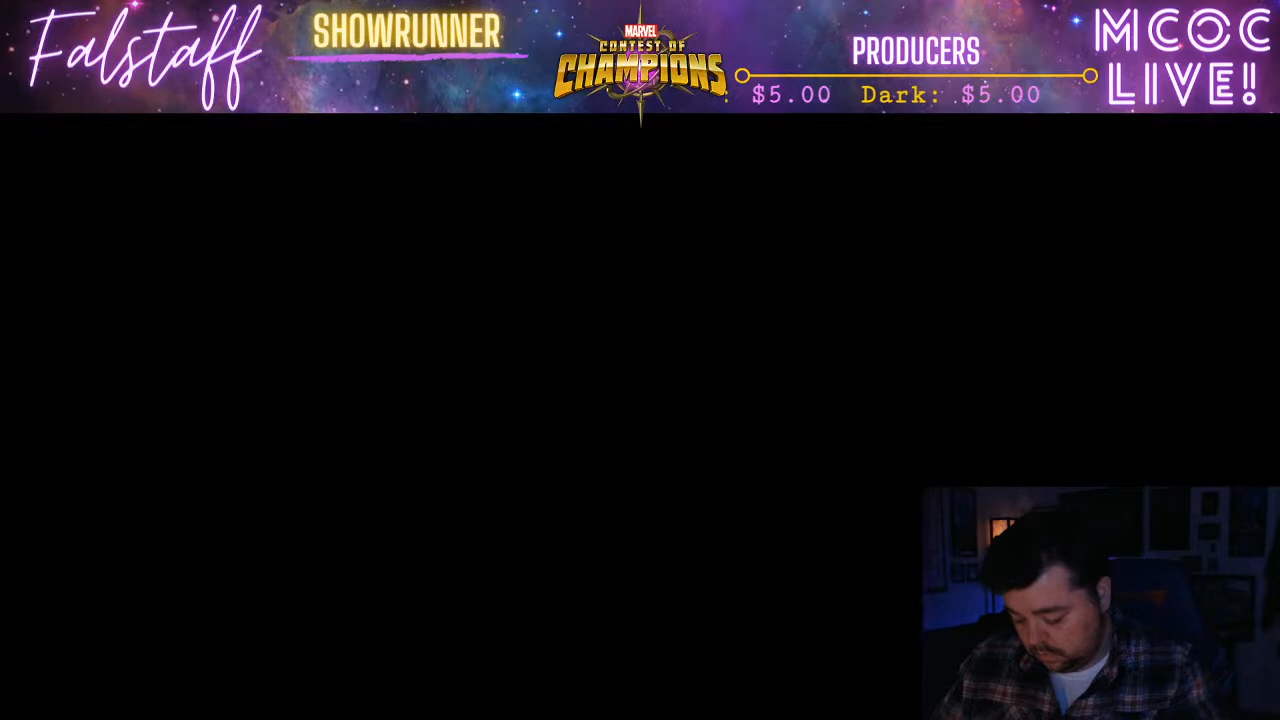 Falstaff
SHOWRUNNER
MARVEL
CONTEST OF
CHAMPIONS
PRODUCERS
: $5.00 Dark: $5.00
MCOC
LIVE!